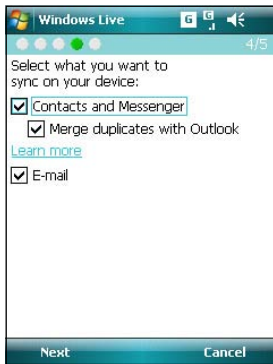 Windows Live
G
G
4/5
Select what you want to
sync on your device:
Contacts and Messenger
Merge duplicates with Outlook
Learn more
E-mail
Next Cancel